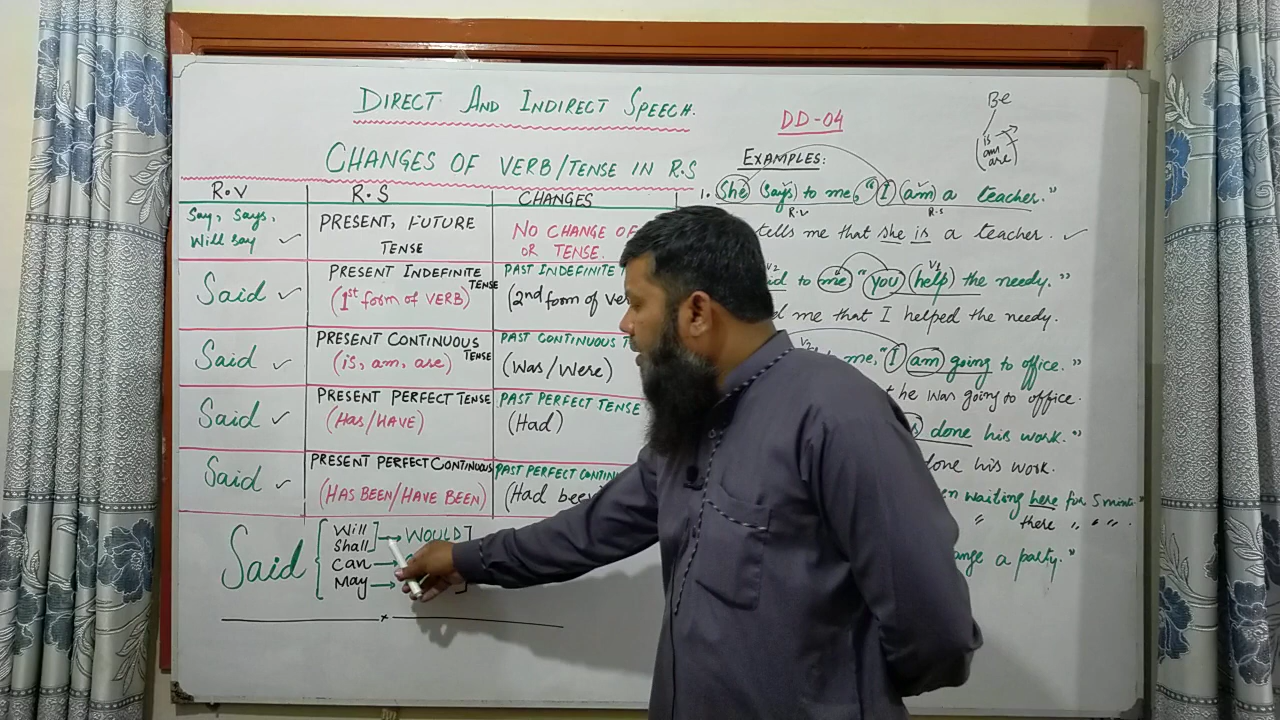 DIRECT AND INDIRECT SPEECH.
DD-04
Be
is
am
are
CHANGES OF VERB/TENSE IN R.S
R.V R.S CHANGES
Say, Says, Will say PRESENT, FUTURE TENSE NO CHANGE OF OR TENSE.
Said PRESENT INDEFINITE TENSE (1st form of VERB) PAST INDEFINITE (2nd form of
Said PRESENT CONTINUOUS TENSE (is, am, are) PAST CONTINUOUS (Was/Were)
Said PRESENT PERFECT TENSE (Has/HAVE) PAST PERFECT TENSE (Had)
Said PRESENT PERFECT CONTINUOUS (HAS BEEN/HAVE BEEN) PAST PERFECT (Had been
Said Will Shall → WOULD
Can →
May →
EXAMPLES:
1. She says to me, "I am a teacher."
R.V R.S
tells me that she is a teacher.
V2 V1
to me "you help the needy."
me that I helped the needy.
V2
me, "I am going to office."
he was going to office.
done his work."
done his work.
waiting here for 5 minutes"
" there " " ".
a party."